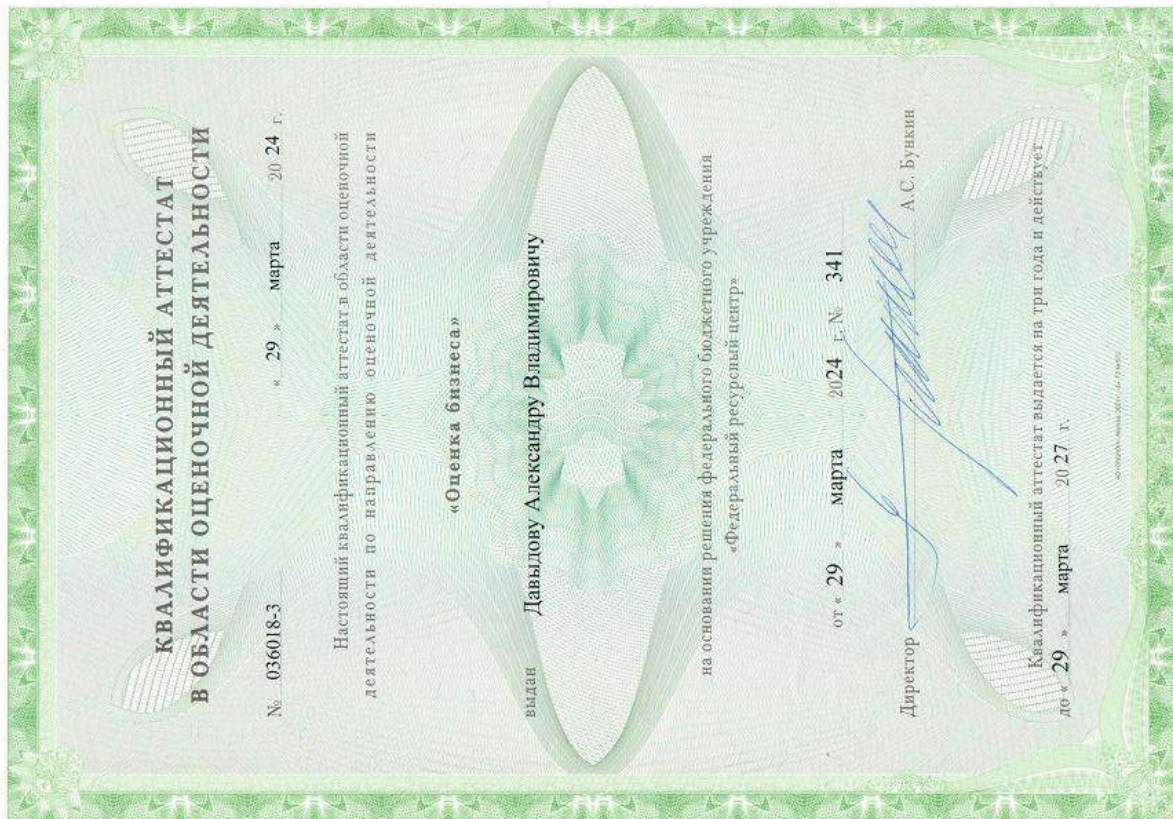 КВАЛИФИКАЦИОННЫЙ АТТЕСТАТ
В ОБЛАСТИ ОЦЕНОЧНОЙ ДЕЯТЕЛЬНОСТИ
№ 036018-3 « 29 » марта 20 24 г.
Настоящий квалификационный аттестат в области оценочной
деятельности по направлению оценочной деятельности
«Оценка бизнеса»
выдан Давыдову Александру Владимировичу
на основании решения федерального бюджетного учреждения
«Федеральный ресурсный центр»
от « 29 » марта 2024 г. № 341
Директор А.С. Бункин
Квалификационный аттестат выдается на три года и действует
до « 29 » марта 20 27 г.